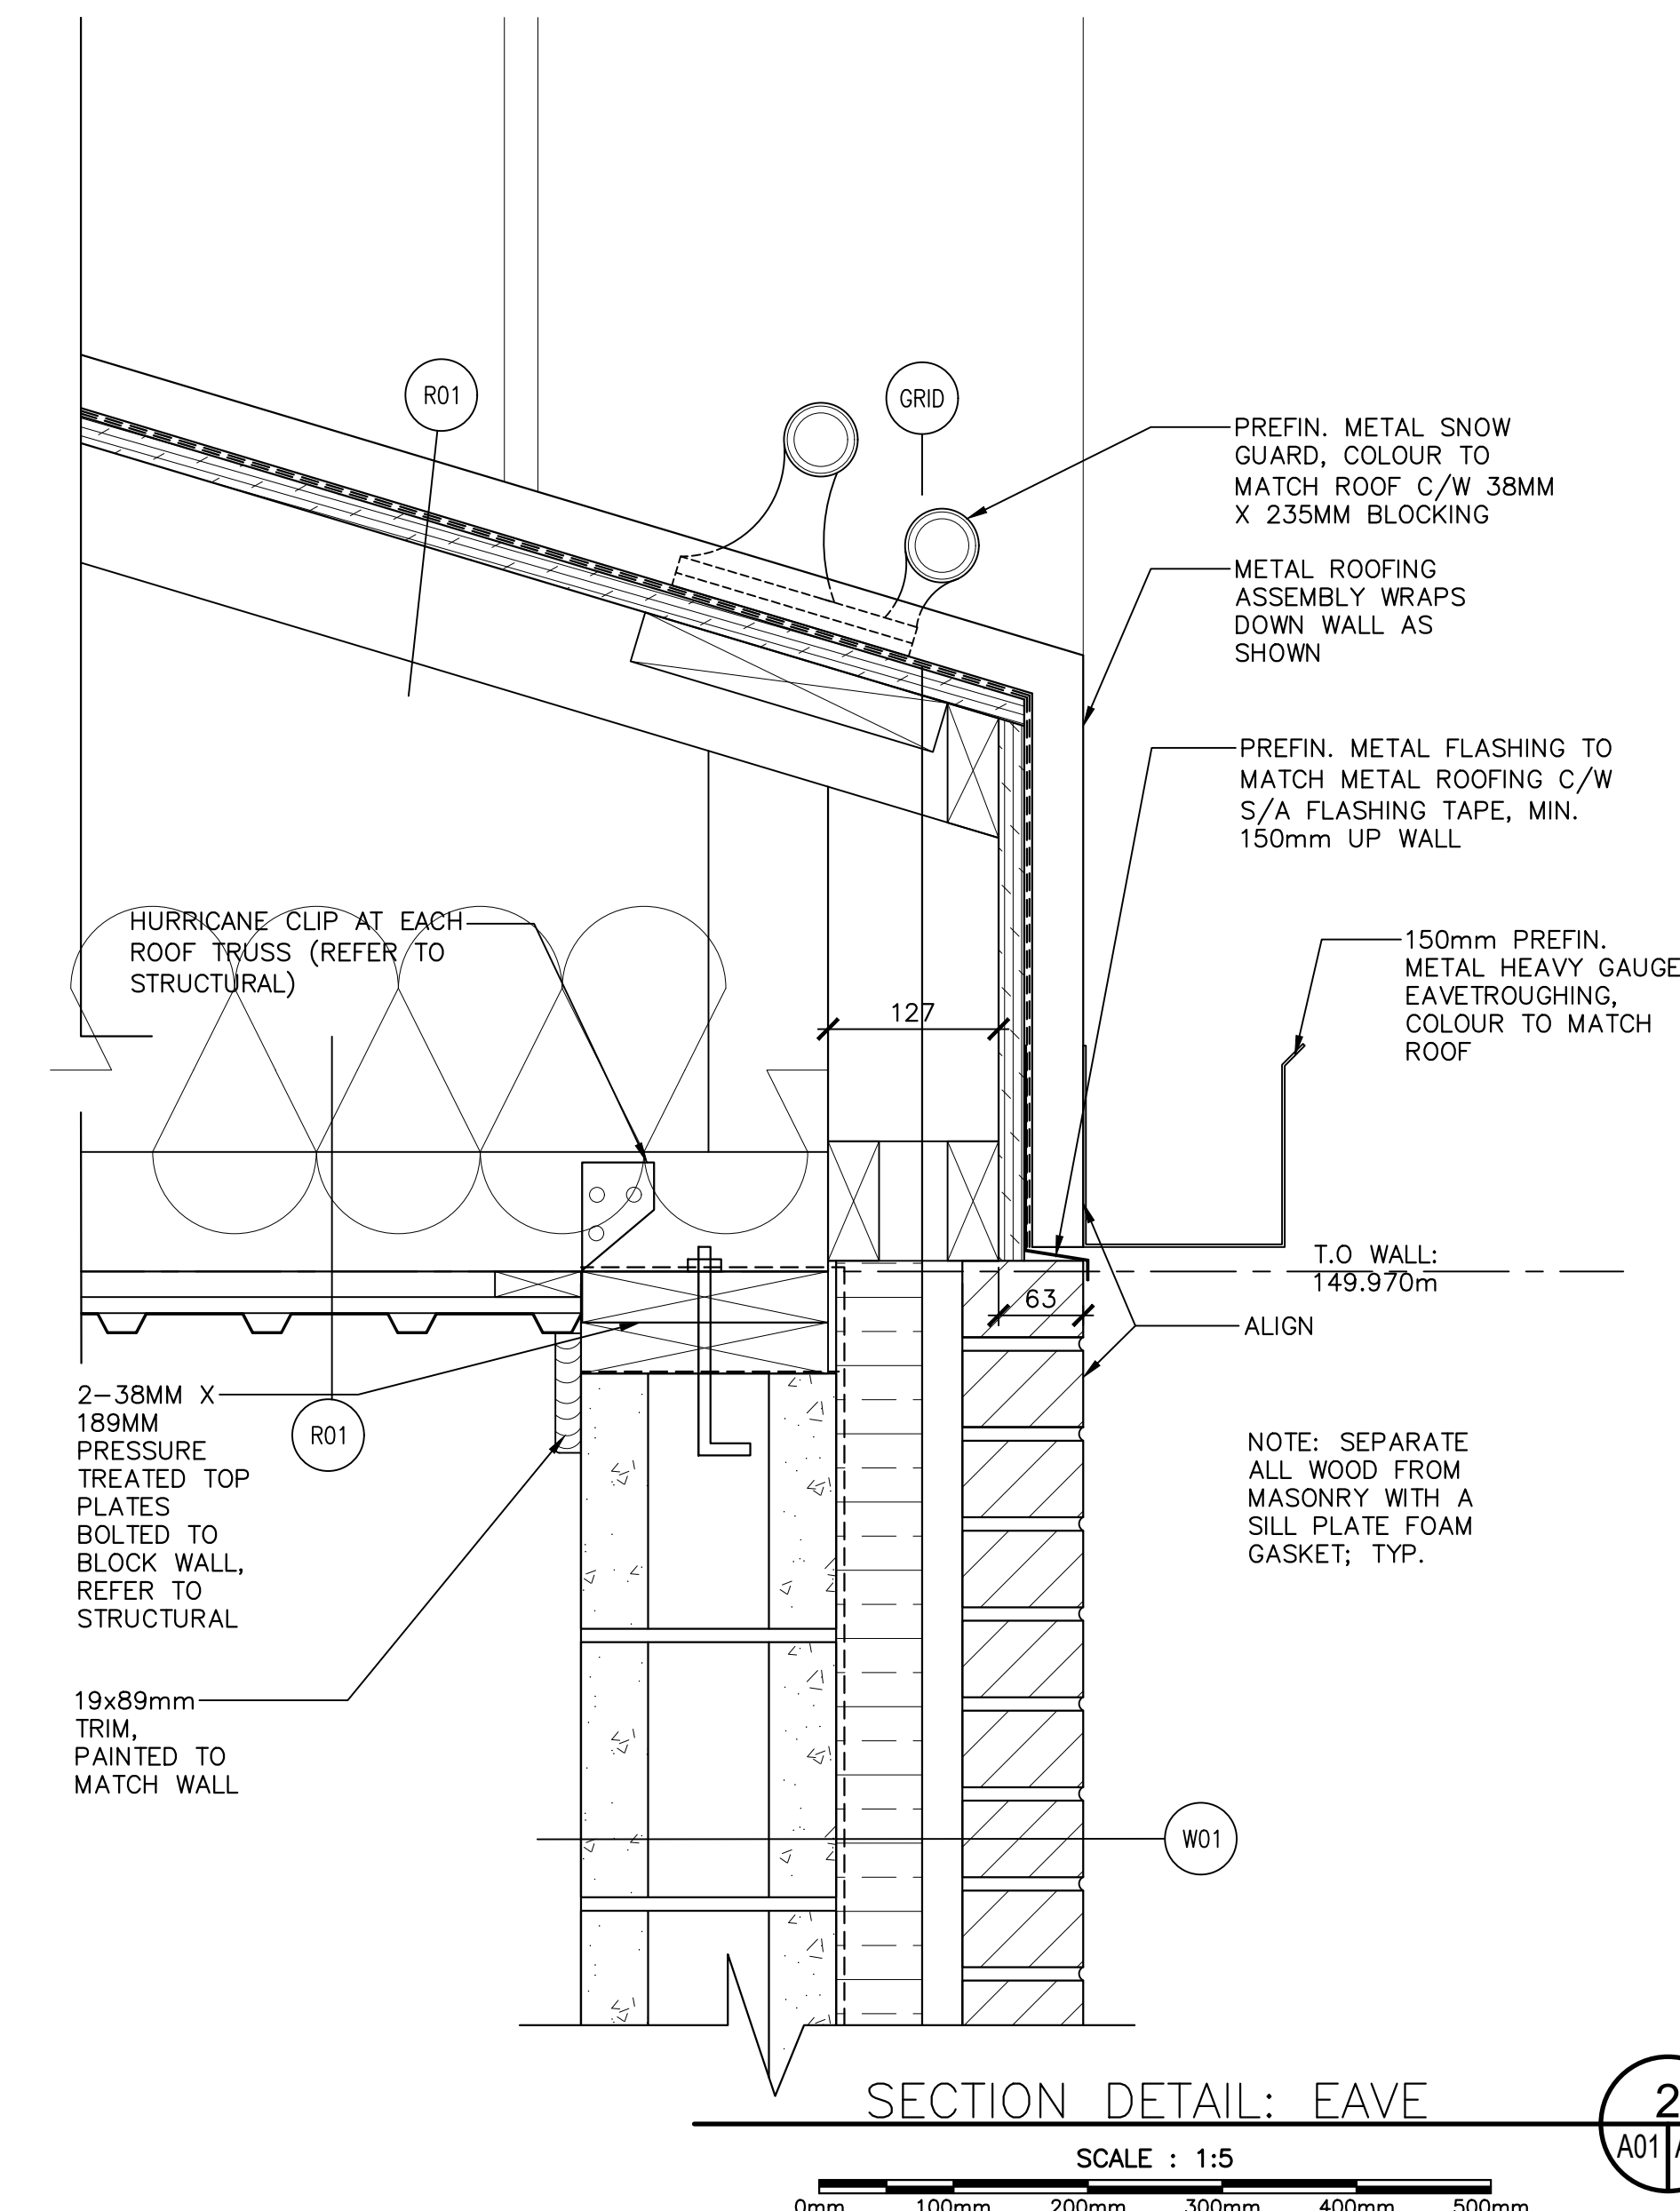 R01
GRID
PREFIN. METAL SNOW
GUARD, COLOUR TO
MATCH ROOF C/W 38MM
X 235MM BLOCKING
METAL ROOFING
ASSEMBLY WRAPS
DOWN WALL AS
SHOWN
PREFIN. METAL FLASHING TO
MATCH METAL ROOFING C/W
S/A FLASHING TAPE, MIN.
150mm UP WALL
HURRICANE CLIP AT EACH
ROOF TRUSS (REFER TO
STRUCTURAL)
150mm PREFIN.
METAL HEAVY GAUGE
EAVETROUGHING,
COLOUR TO MATCH
ROOF
127
T.O WALL:
149.970m
63
ALIGN
2-38MM X
189MM
PRESSURE
TREATED TOP
PLATES
BOLTED TO
BLOCK WALL,
REFER TO
STRUCTURAL
R01
NOTE: SEPARATE
ALL WOOD FROM
MASONRY WITH A
SILL PLATE FOAM
GASKET; TYP.
19x89mm
TRIM,
PAINTED TO
MATCH WALL
W01
SECTION DETAIL: EAVE
2
A01
SCALE : 1:5
0mm 100mm 200mm 300mm 400mm 500mm